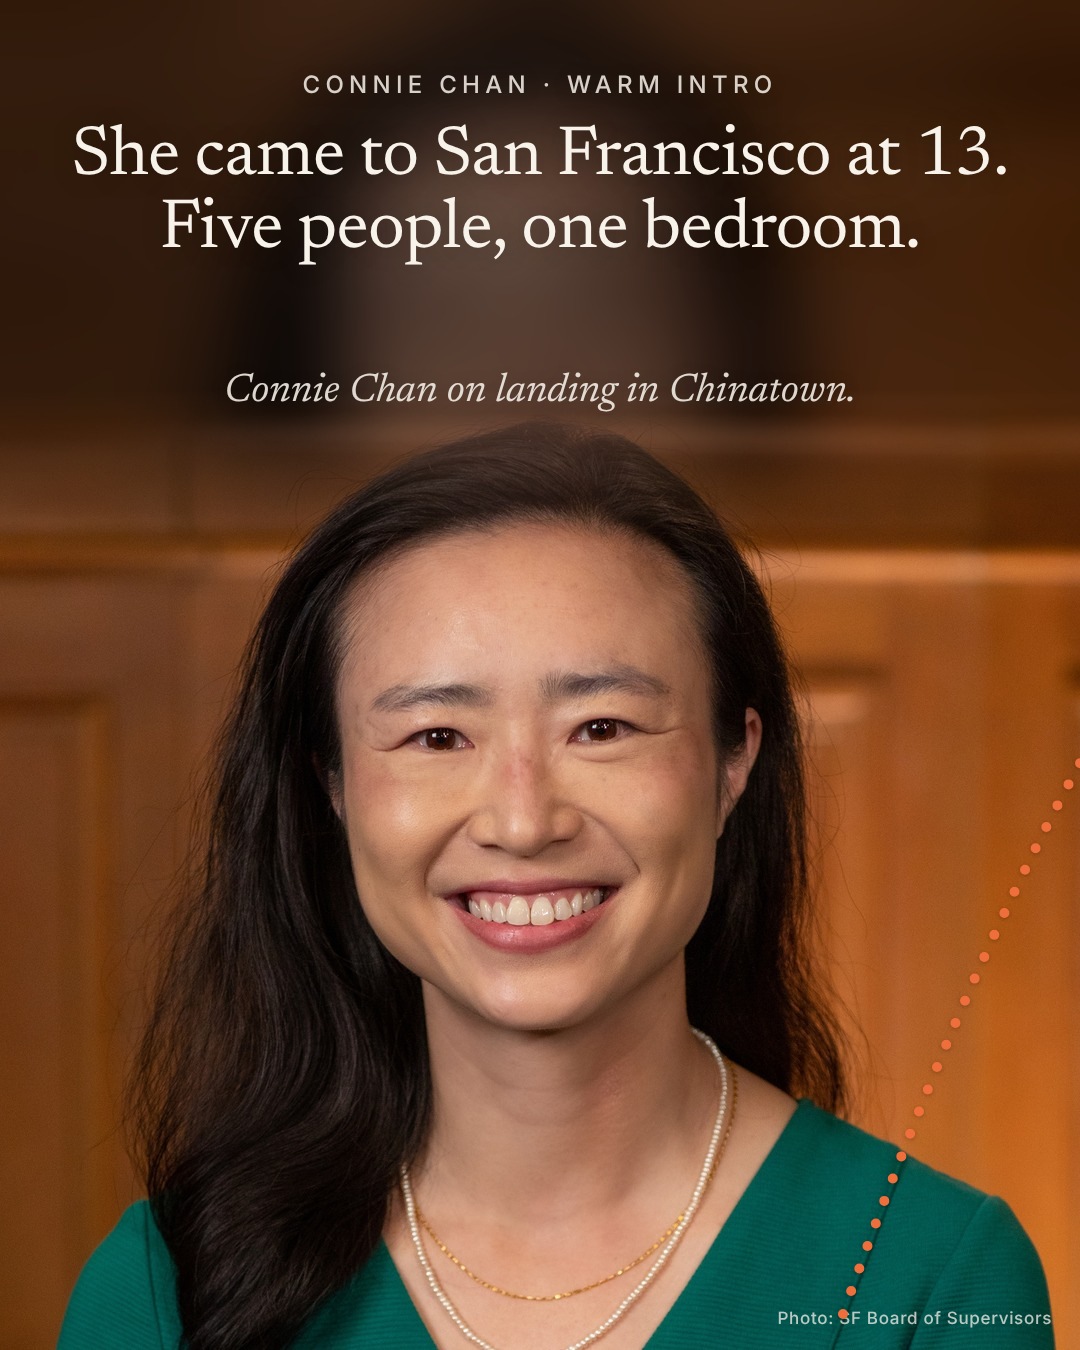 CONNIE CHAN · WARM INTRO
She came to San Francisco at 13.
Five people, one bedroom.
Connie Chan on landing in Chinatown.
Photo: SF Board of Supervisors